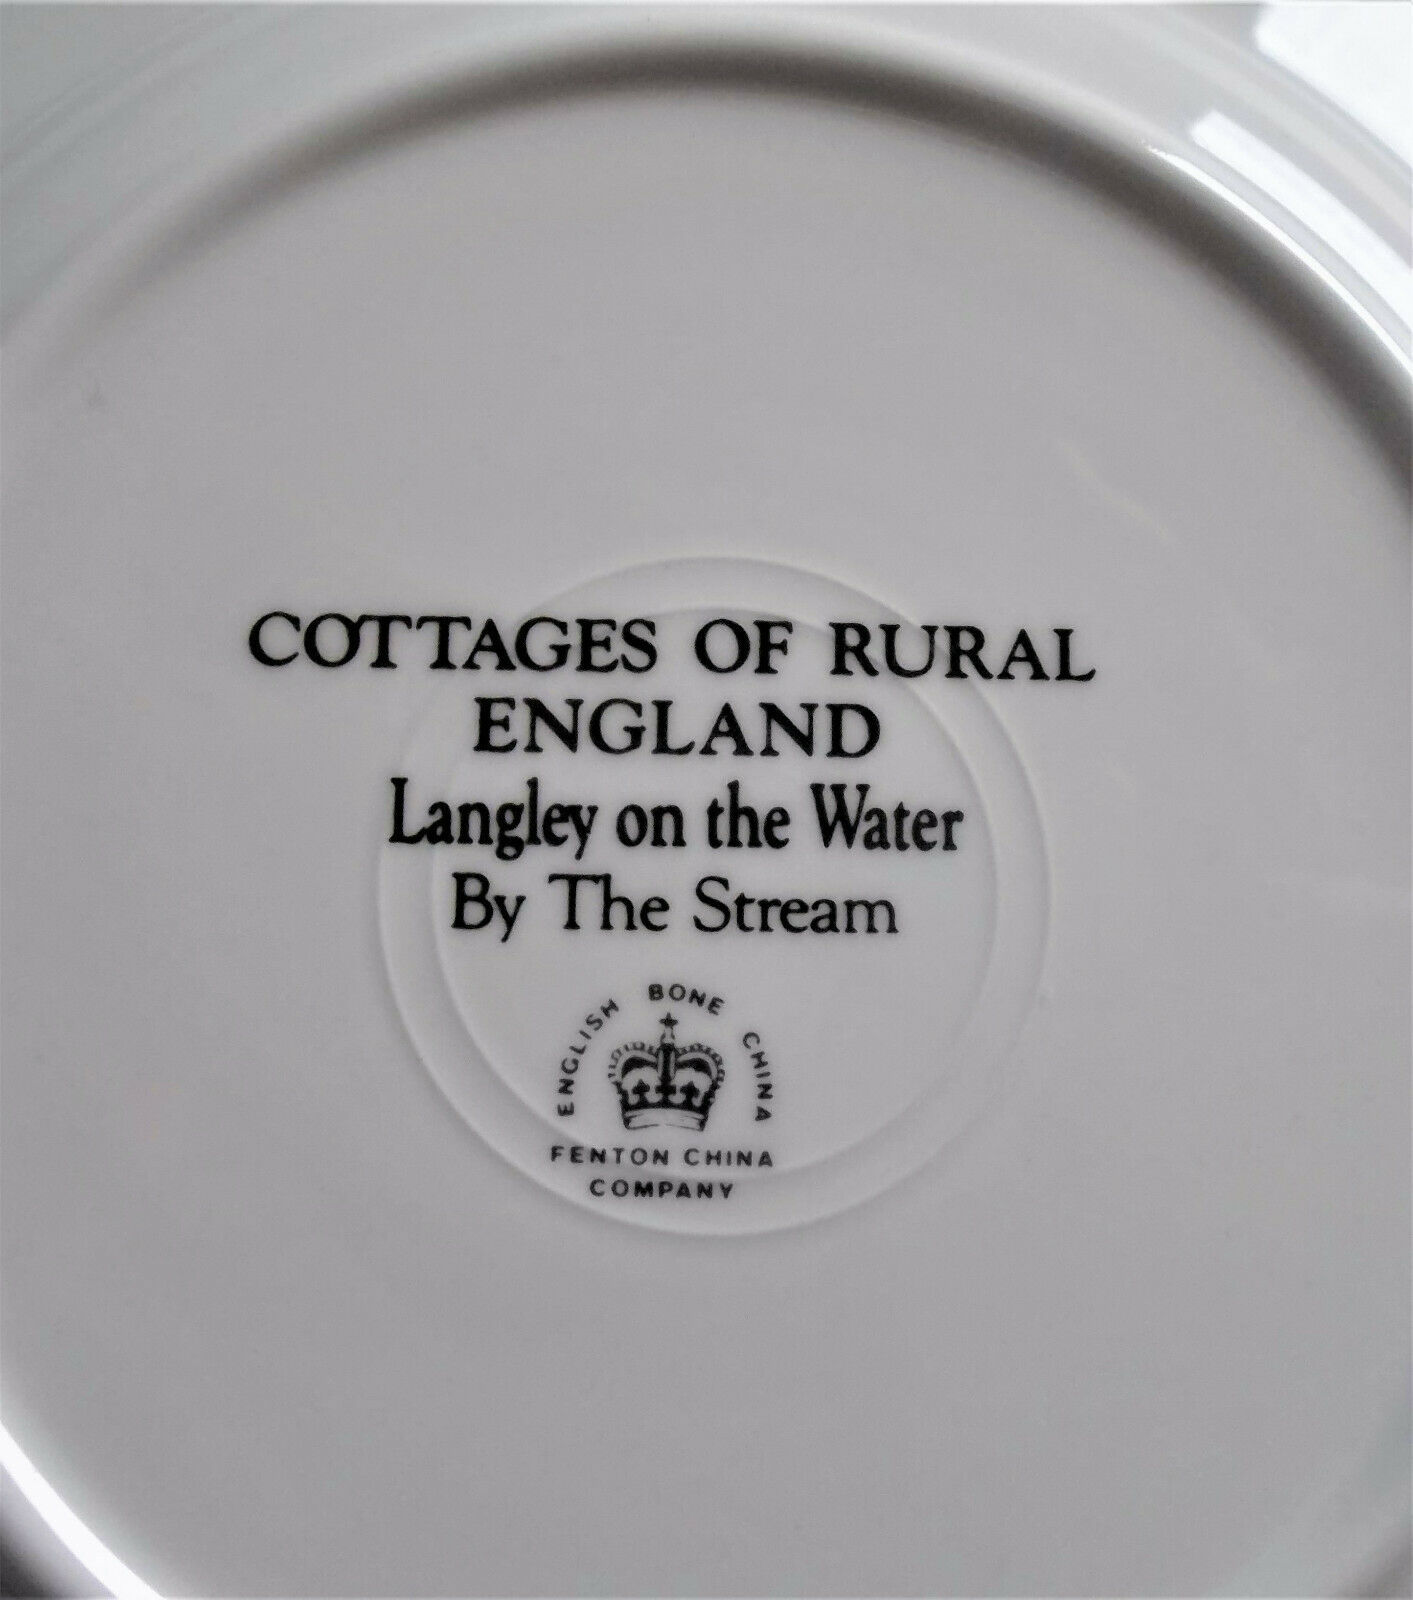 COTTAGES OF RURAL
ENGLAND
Langley on the Water
By The Stream
ENGLISH BONE CHINA
FENTON CHINA
COMPANY